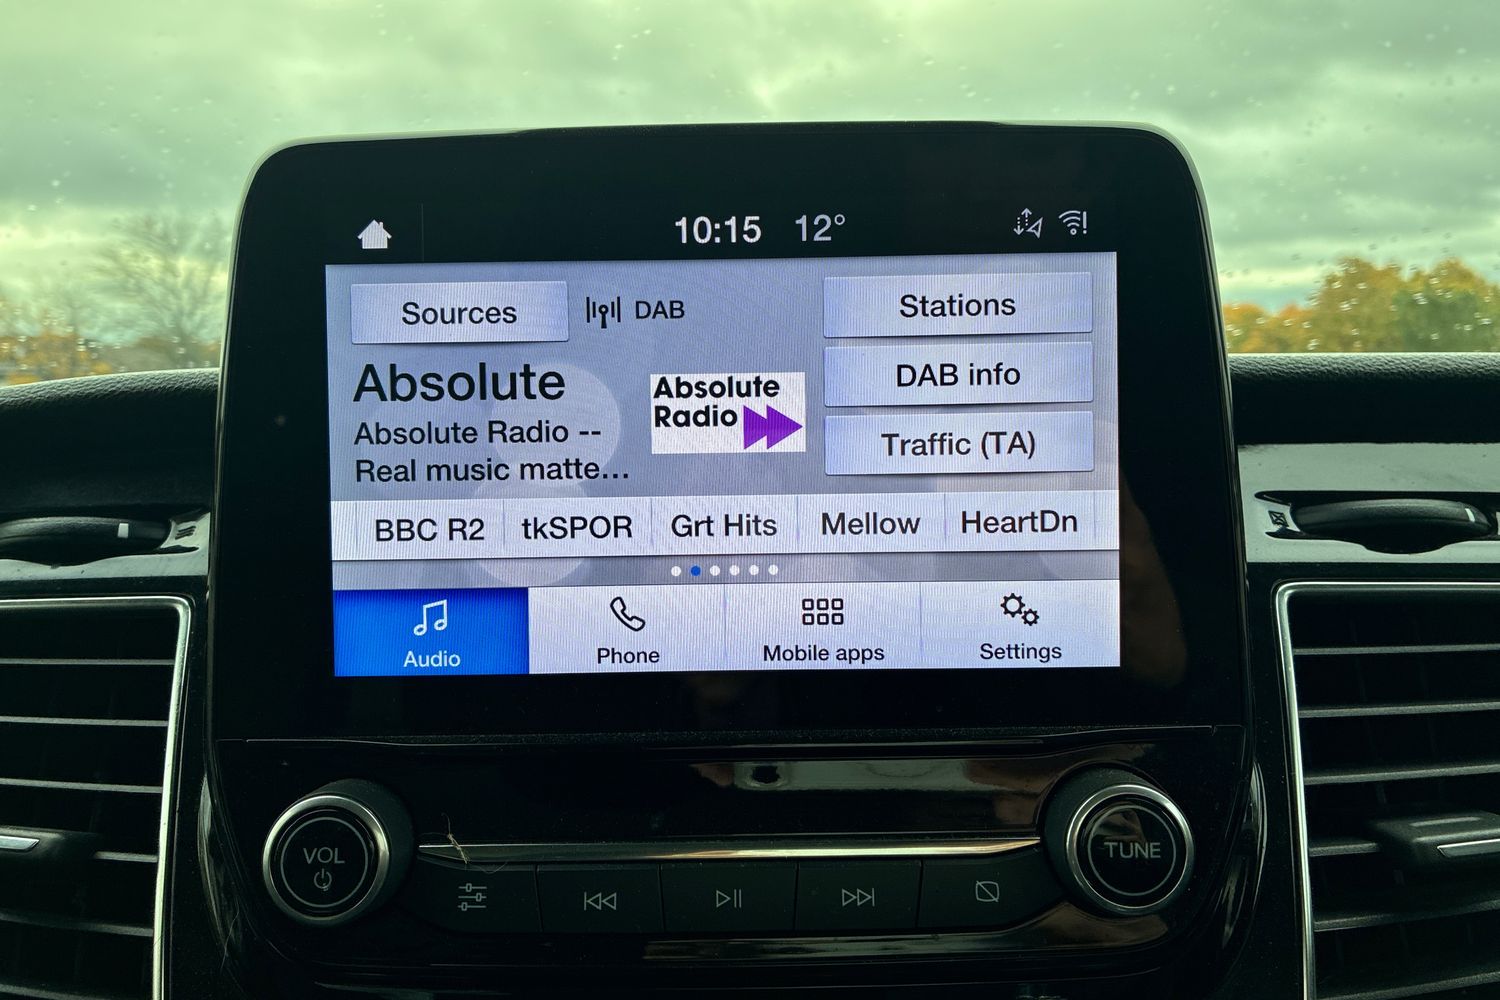 10:15 12°
Sources DAB Stations
Absolute
Absolute Radio --
Real music matte...
Absolute
Radio
DAB info
Traffic (TA)
BBC R2 tkSPOR Grt Hits Mellow HeartDn
Audio Phone Mobile apps Settings
VOL TUNE